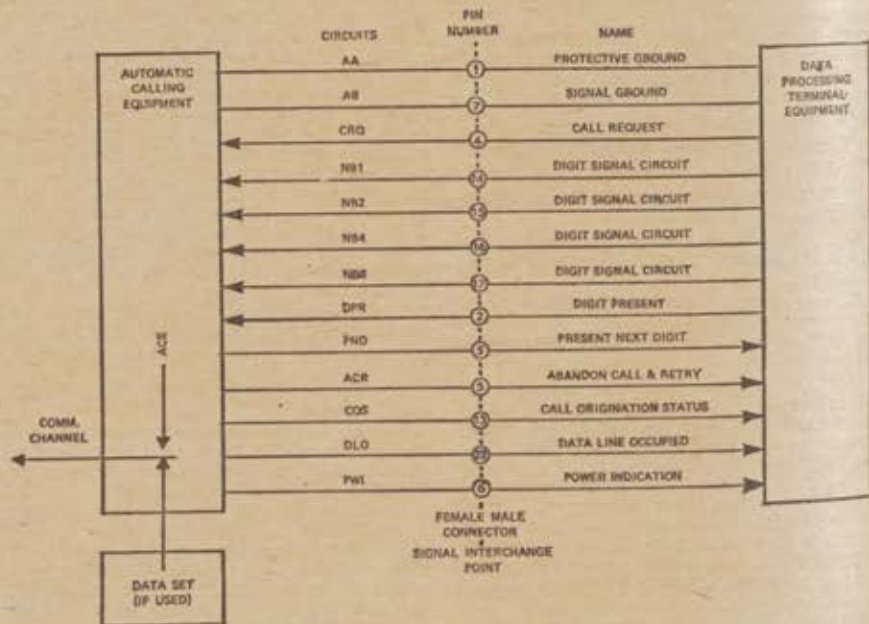 PIN
NUMBER
CIRCUITS
NAME
AUTOMATIC
CALLING
EQUIPMENT
DATA
PROCESSING
TERMINAL
EQUIPMENT
AA 1 PROTECTIVE GROUND
AB 7 SIGNAL GROUND
CRQ 4 CALL REQUEST
NB1 14 DIGIT SIGNAL CIRCUIT
NB2 15 DIGIT SIGNAL CIRCUIT
NB4 16 DIGIT SIGNAL CIRCUIT
NB8 17 DIGIT SIGNAL CIRCUIT
DPR 2 DIGIT PRESENT
PND 5 PRESENT NEXT DIGIT
ACR ABANDON CALL & RETRY
COS 13 CALL ORIGINATION STATUS
DLO 22 DATA LINE OCCUPIED
PWI 6 POWER INDICATION
ACE
COMM.
CHANNEL
FEMALE MALE
CONNECTOR
SIGNAL INTERCHANGE
POINT
DATA SET
(IF USED)